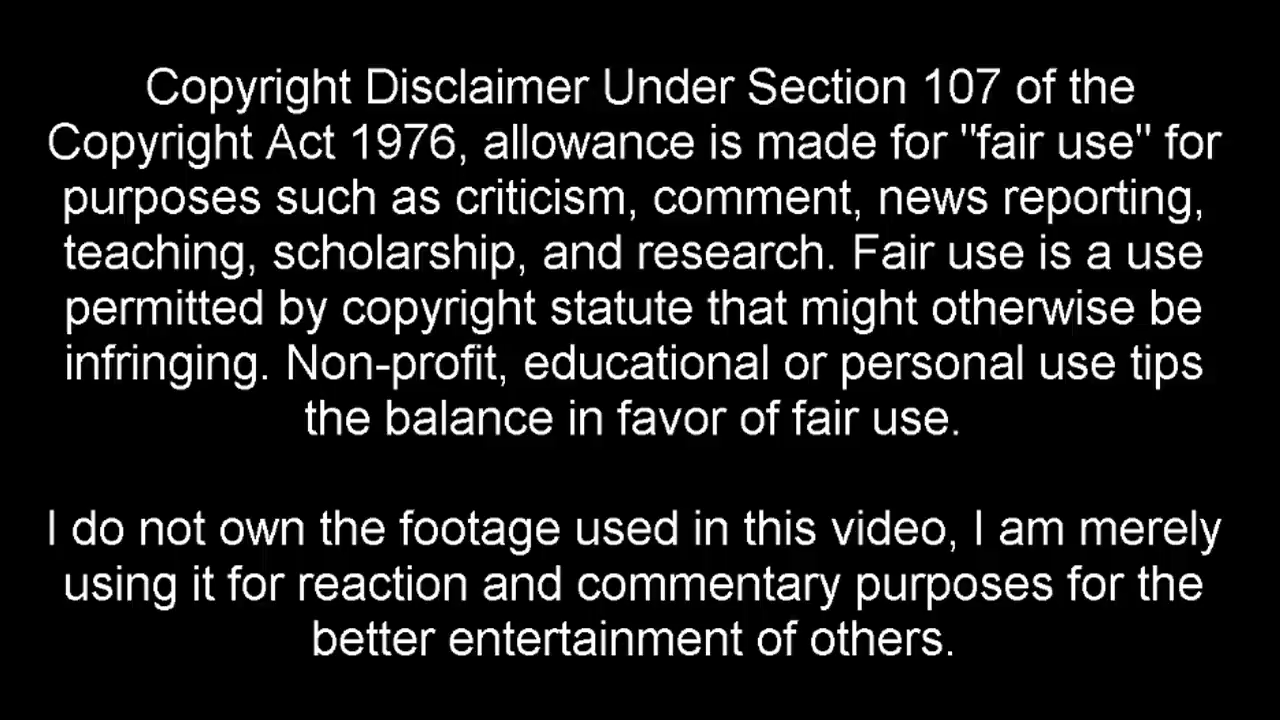 Copyright Disclaimer Under Section 107 of the
Copyright Act 1976, allowance is made for "fair use" for
purposes such as criticism, comment, news reporting,
teaching, scholarship, and research. Fair use is a use
permitted by copyright statute that might otherwise be
infringing. Non-profit, educational or personal use tips
the balance in favor of fair use.
I do not own the footage used in this video, I am merely
using it for reaction and commentary purposes for the
better entertainment of others.